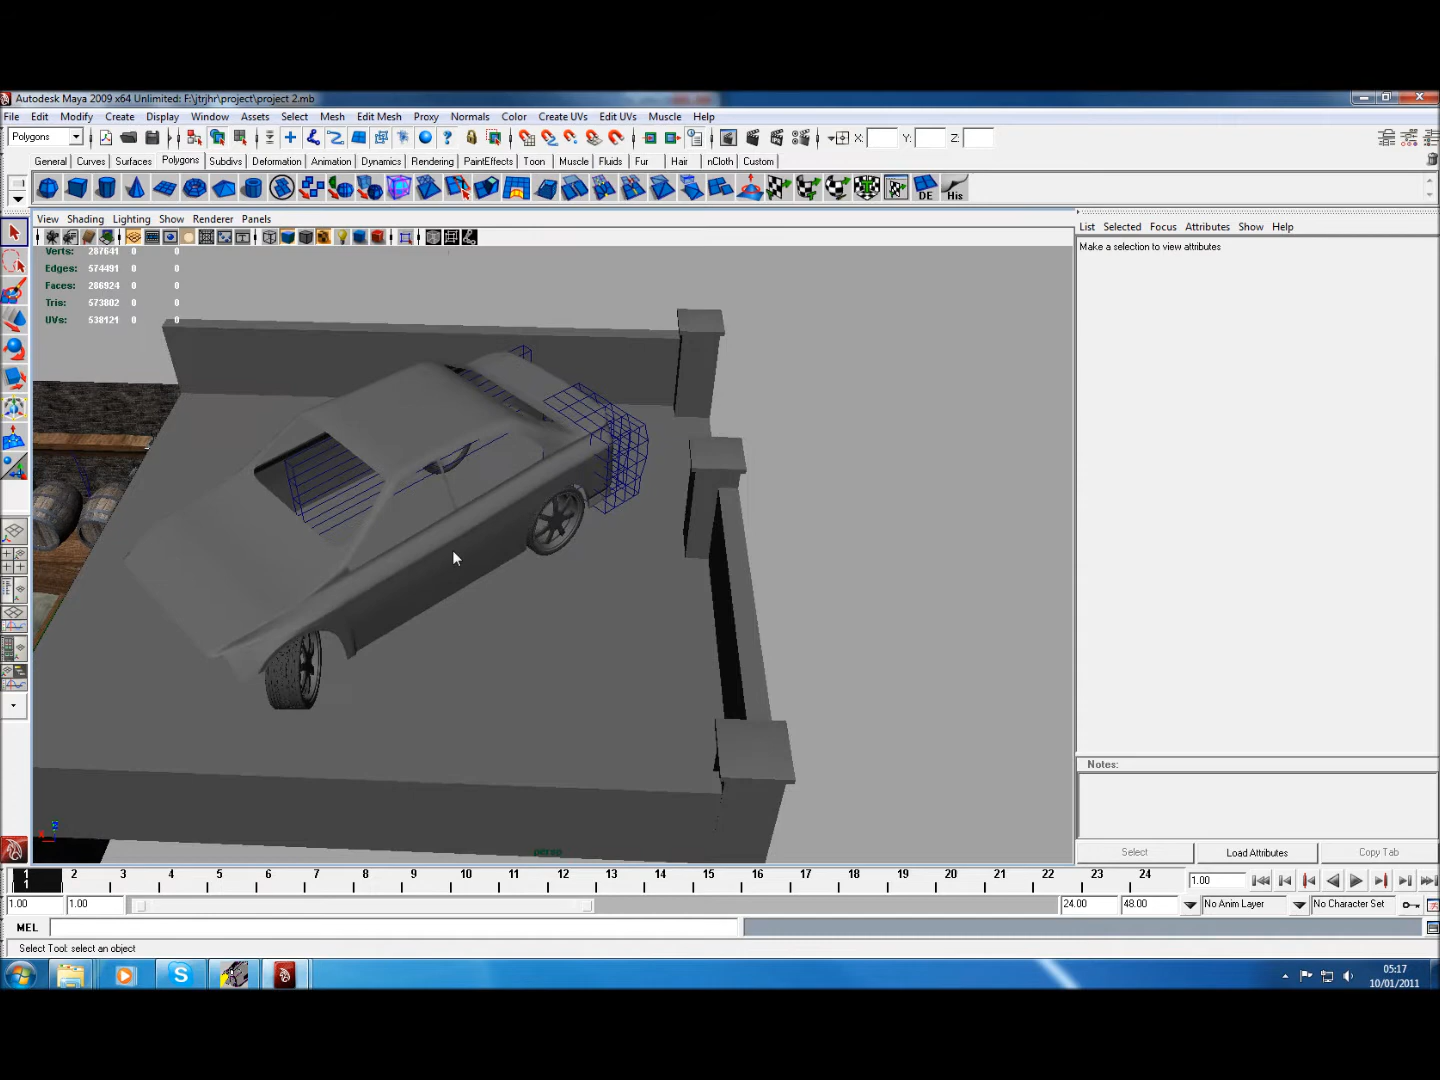 Autodesk Maya 2009 x64 Unlimited: F:\jtrjhr\project\project 2.mb
File Edit Modify Create Display Window Assets Select Mesh Edit Mesh Proxy Normals Color Create UVs Edit UVs Muscle Help
Polygons X: Y: Z:
General Curves Surfaces Polygons Subdivs Deformation Animation Dynamics Rendering PaintEffects Toon Muscle Fluids Fur Hair nCloth Custom
DE His
View Shading Lighting Show Renderer Panels
List Selected Focus Attributes Show Help
Make a selection to view attributes
Verts: 287641 0 0
Edges: 574491 0 0
Faces: 286924 0 0
Tris: 573802 0 0
UVs: 538121 0 0
Notes:
persp
Select Load Attributes Copy Tab
1 2 3 4 5 6 7 8 9 10 11 12 13 14 15 16 17 18 19 20 21 22 23 24
1 1.00
1.00 1.00 24.00 48.00 No Anim Layer No Character Set
MEL
Select Tool: select an object
05:17
10/01/2011